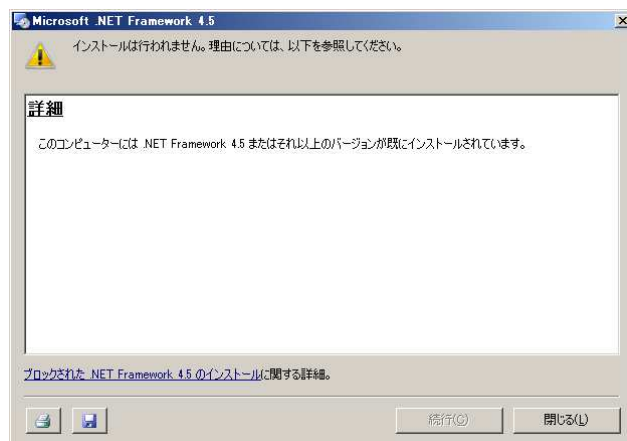 Microsoft .NET Framework 4.5
インストールは行われません。理由については、以下を参照してください。
詳細
このコンピューターには .NET Framework 4.5 またはそれ以上のバージョンが既にインストールされています。
ブロックされた .NET Framework 4.5 のインストールに関する詳細。
続行(C)
閉じる(L)